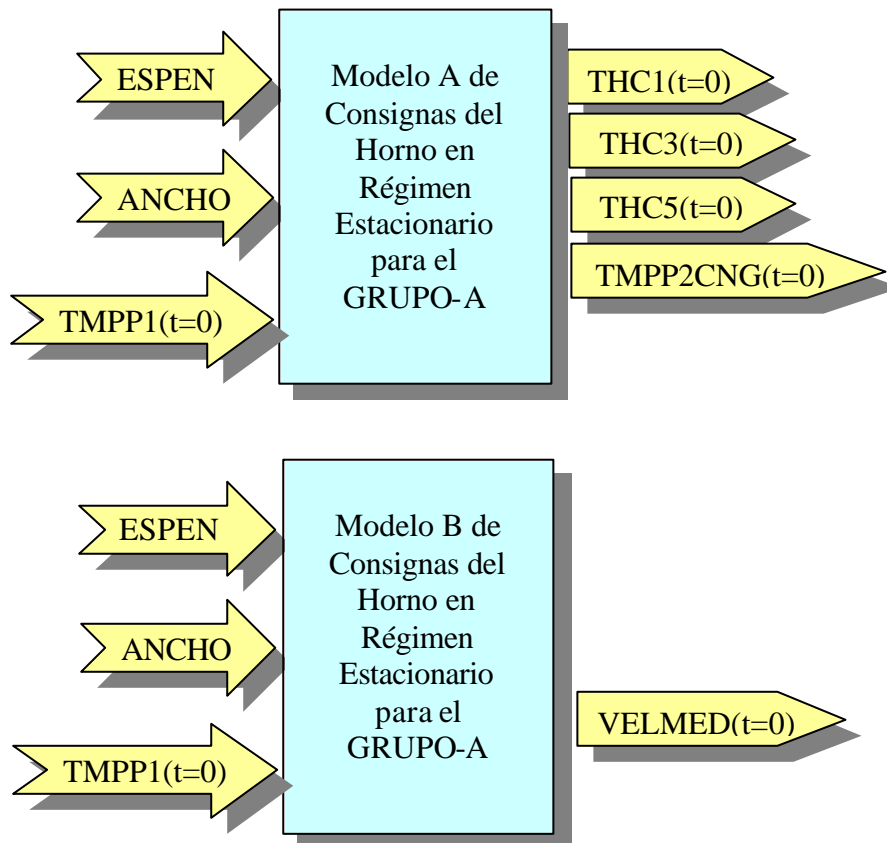 ESPEN
ANCHO
TMPP1(t=0)
Modelo A de
Consignas del
Horno en
Régimen
Estacionario
para el
GRUPO-A
THC1(t=0)
THC3(t=0)
THC5(t=0)
TMPP2CNG(t=0)
ESPEN
ANCHO
TMPP1(t=0)
Modelo B de
Consignas del
Horno en
Régimen
Estacionario
para el
GRUPO-A
VELMED(t=0)